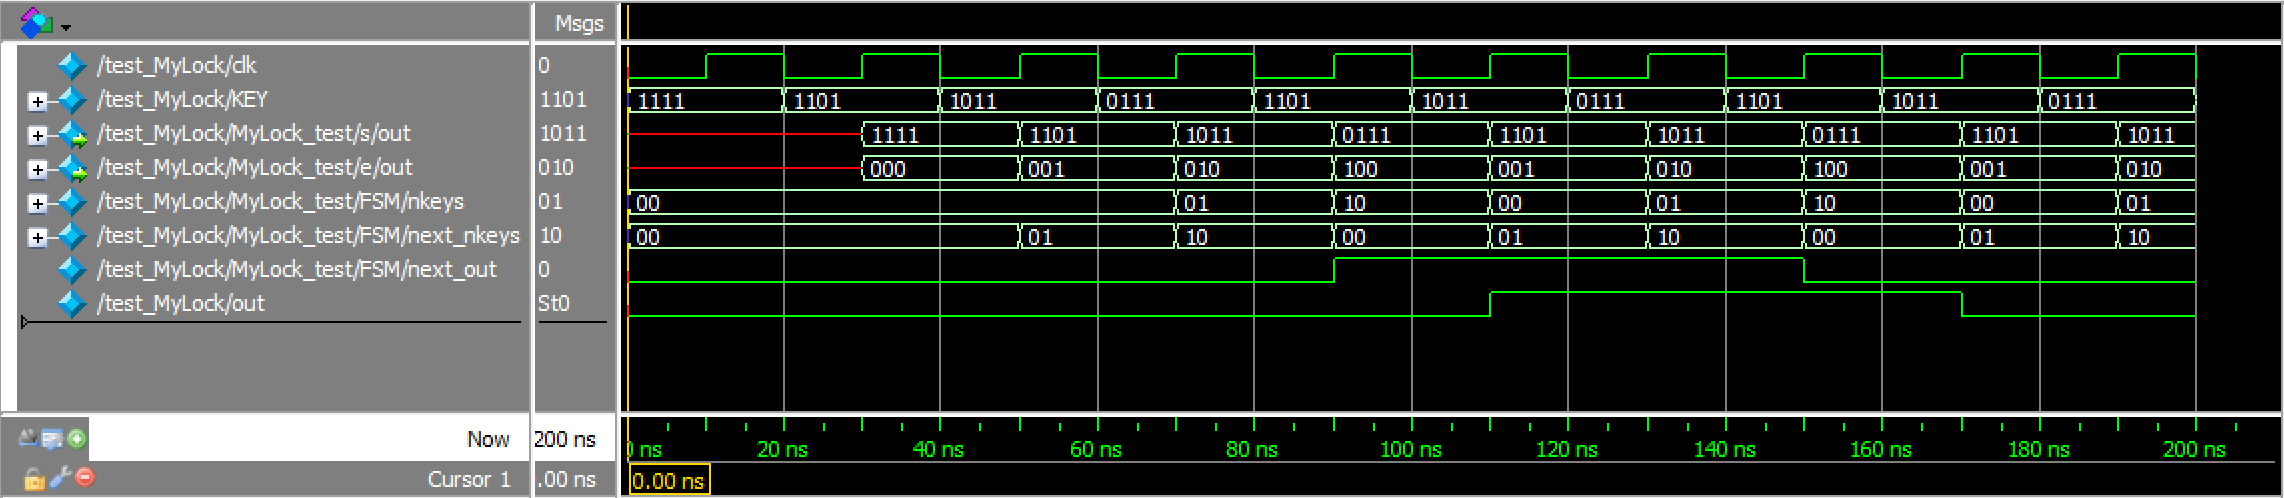 Msgs
/test_MyLock/clk 0
/test_MyLock/KEY 1101 1111 1101 1011 0111 1101 1011 0111 1101 1011 0111
/test_MyLock/MyLock_test/s/out 1011 1111 1101 1011 0111 1101 1011 0111 1101 1011
/test_MyLock/MyLock_test/e/out 010 000 001 010 100 001 010 100 001 010
/test_MyLock/MyLock_test/FSM/nkeys 01 00 01 10 00 01 10 00 01
/test_MyLock/MyLock_test/FSM/next_nkeys 10 00 01 10 00 01 10 00 01 10
/test_MyLock/MyLock_test/FSM/next_out 0
/test_MyLock/out St0
Now 200 ns ns 20 ns 40 ns 60 ns 80 ns 100 ns 120 ns 140 ns 160 ns 180 ns 200 ns
Cursor 1 .00 ns 0.00 ns